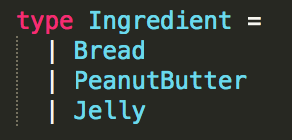 type Ingredient =
| Bread
| PeanutButter
| Jelly